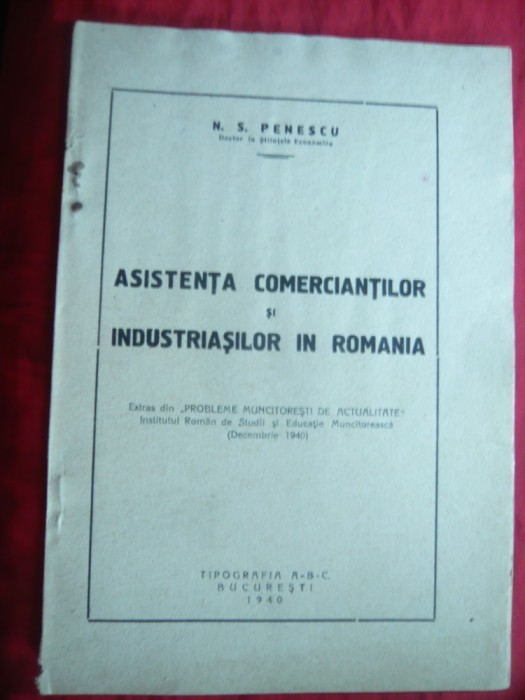 N. S. PENESCU
Doctor în Științele Economice
ASISTENȚA COMERCIANȚILOR
ȘI
INDUSTRIAȘILOR IN ROMANIA
Extras din „PROBLEME MUNCITOREȘTI DE ACTUALITATE"
Institutul Român de Studii și Educație Muncitorească
(Decembrie 1940)
TIPOGRAFIA A-B-C.
BUCUREȘTI
1940